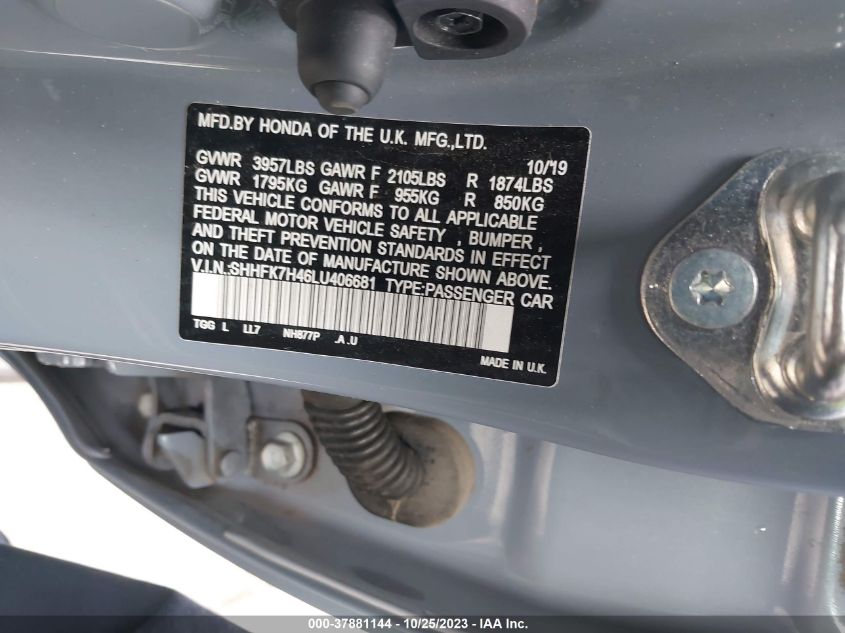 MFD.BY HONDA OF THE U.K. MFG.,LTD.
10/19
GVWR 3957LBS GAWR F 2105LBS R 1874LBS
GVWR 1795KG GAWR F 955KG R 850KG
THIS VEHICLE CONFORMS TO ALL APPLICABLE
FEDERAL MOTOR VEHICLE SAFETY , BUMPER ,
AND THEFT PREVENTION STANDARDS IN EFFECT
ON THE DATE OF MANUFACTURE SHOWN ABOVE.
V.I.N.:SHHFK7H46LU406681 TYPE:PASSENGER CAR
TGG L LL7 NH877P .A .U
MADE IN U.K.
000-37881144 - 10/25/2023 - IAA Inc.